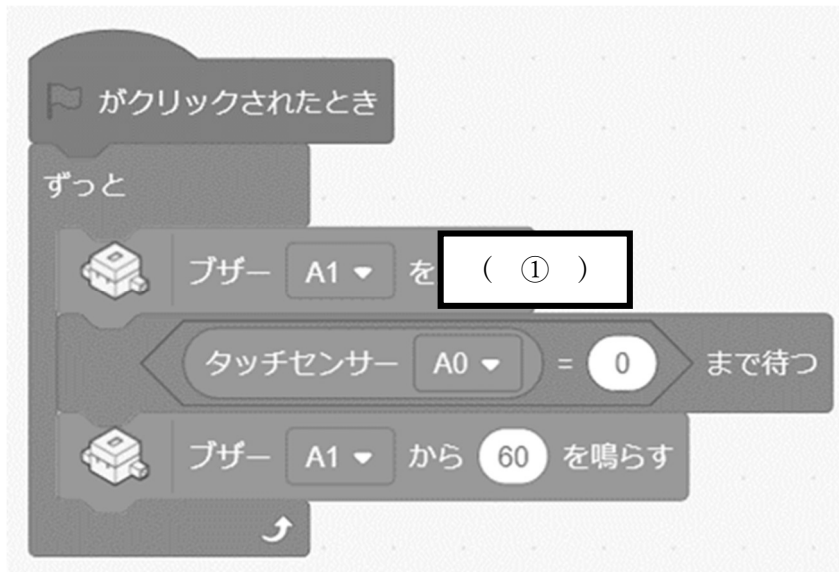 がクリックされたとき
ずっと
ブザー A1 を ( ① )
タッチセンサー A0 = 0 まで待つ
ブザー A1 から 60 を鳴らす